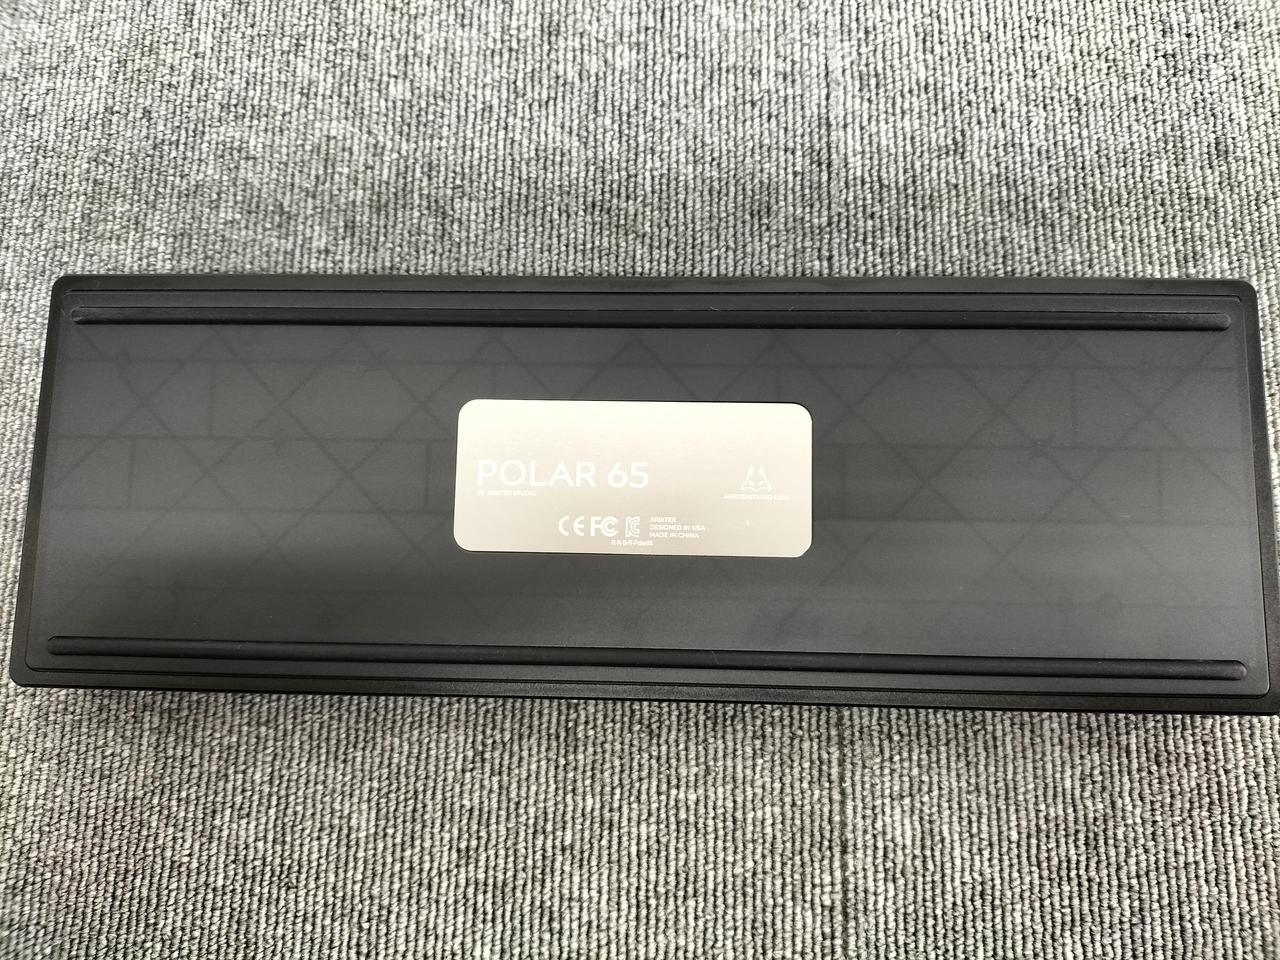 POLAR 65
BY ARBITER STUDIO
ARBITERSTUDIO.COM
CE FC
ARBITER
DESIGNED IN USA
MADE IN CHINA